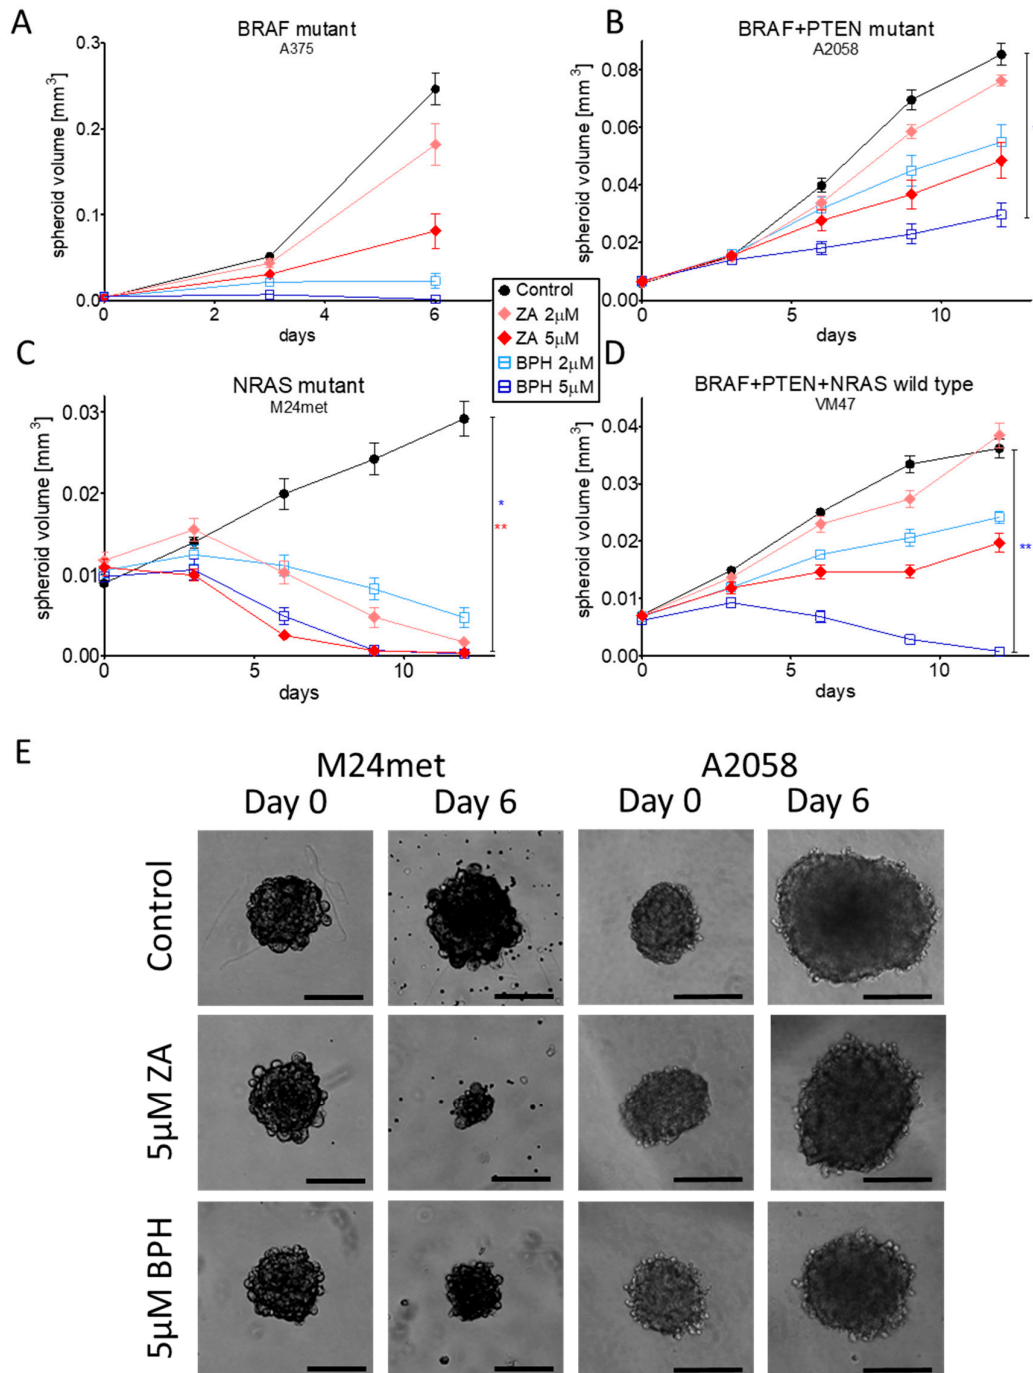 A
BRAF mutant
A375
spheroid volume [mm³]
0.3
0.2
0.1
0.0
0
2
4
6
days
B
BRAF+PTEN mutant
A2058
spheroid volume [mm³]
0.08
0.06
0.04
0.02
0.00
0
5
10
days
Control
ZA 2µM
ZA 5µM
BPH 2µM
BPH 5µM
C
NRAS mutant
M24met
spheroid volume [mm³]
0.03
0.02
0.01
0.00
0
5
10
days
*
**
D
BRAF+PTEN+NRAS wild type
VM47
spheroid volume [mm³]
0.04
0.03
0.02
0.01
0.00
0
5
10
days
**
E
M24met
A2058
Day 0
Day 6
Day 0
Day 6
Control
5µM ZA
5µM BPH